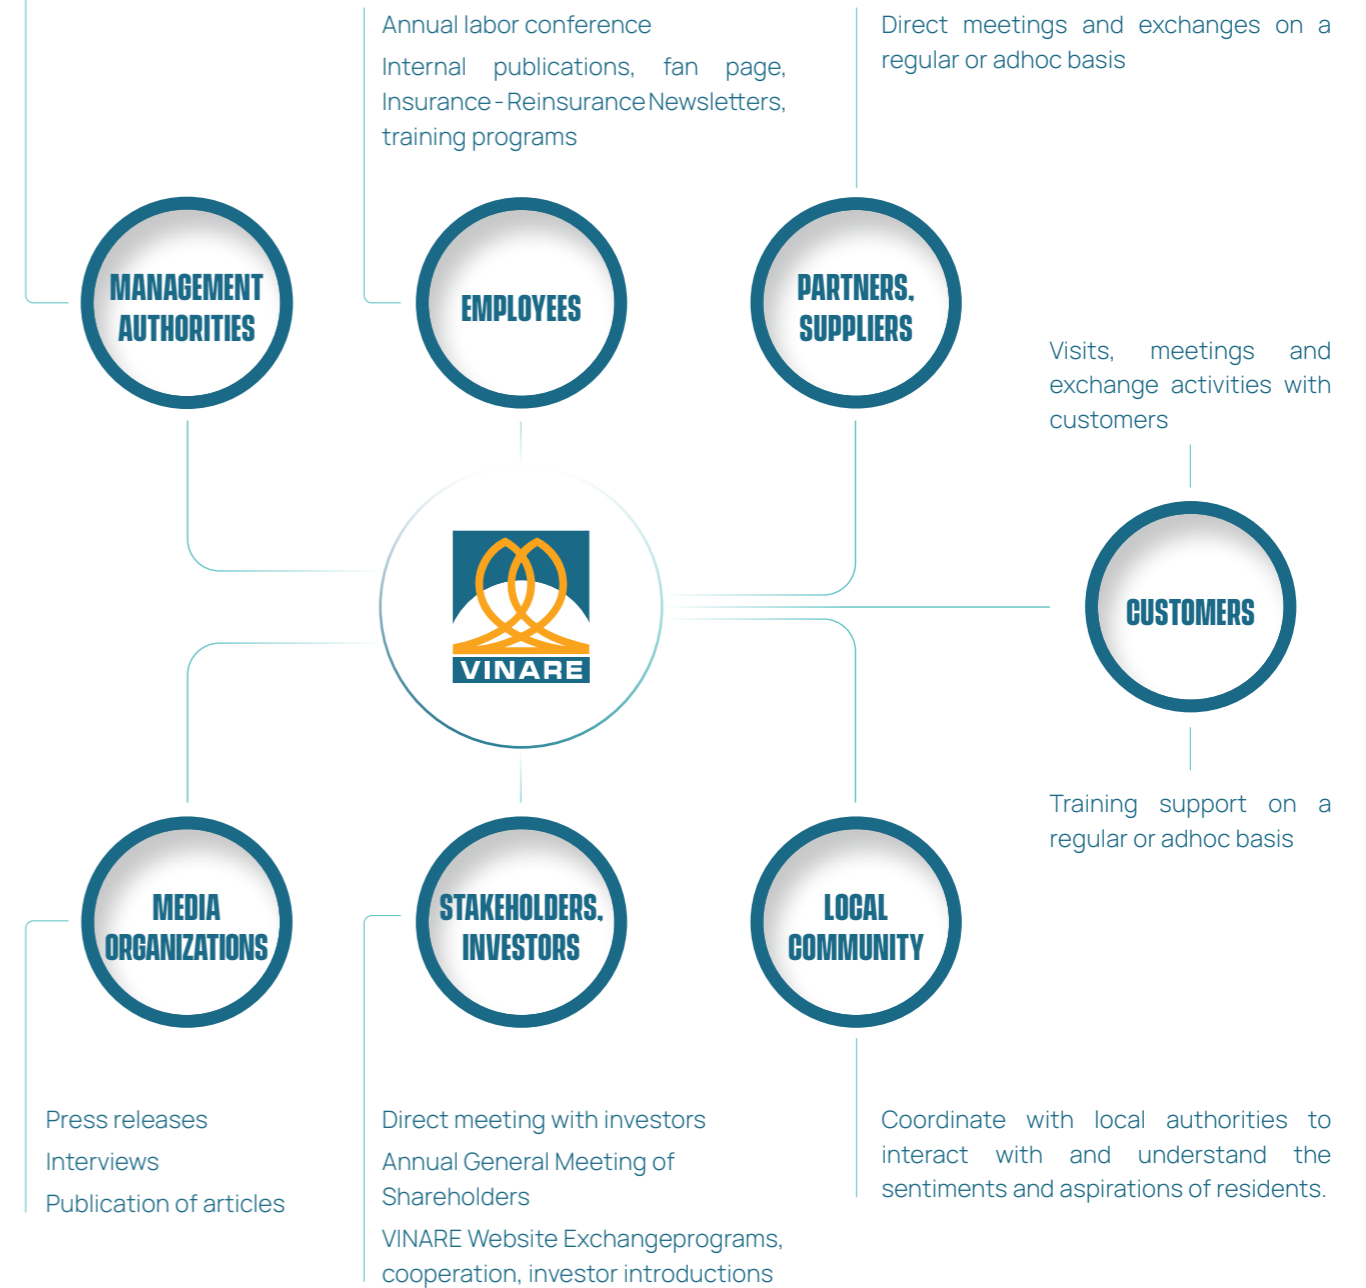 Annual labor conference
Internal publications, fan page,
Insurance - Reinsurance Newsletters,
training programs
Direct meetings and exchanges on a
regular or adhoc basis
MANAGEMENT
AUTHORITIES
EMPLOYEES
PARTNERS,
SUPPLIERS
Visits, meetings and
exchange activities with
customers
VINARE
CUSTOMERS
Training support on a
regular or adhoc basis
MEDIA
ORGANIZATIONS
STAKEHOLDERS,
INVESTORS
LOCAL
COMMUNITY
Press releases
Interviews
Publication of articles
Direct meeting with investors
Annual General Meeting of
Shareholders
VINARE Website Exchangeprograms,
cooperation, investor introductions
Coordinate with local authorities to
interact with and understand the
sentiments and aspirations of residents.